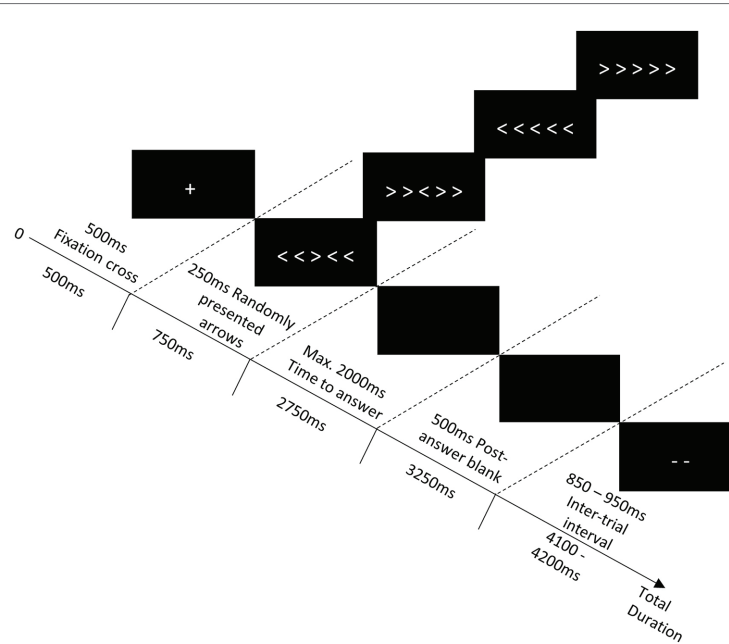 > > > > >
< < < < <
+
> > < > >
< < > < <
0
500ms
Fixation cross
500ms
250ms Randomly
presented
arrows
750ms
Max. 2000ms
Time to answer
2750ms
500ms Post-
answer blank
3250ms
- -
850 – 950ms
Inter-trial
interval
4100 -
4200ms
Total
Duration